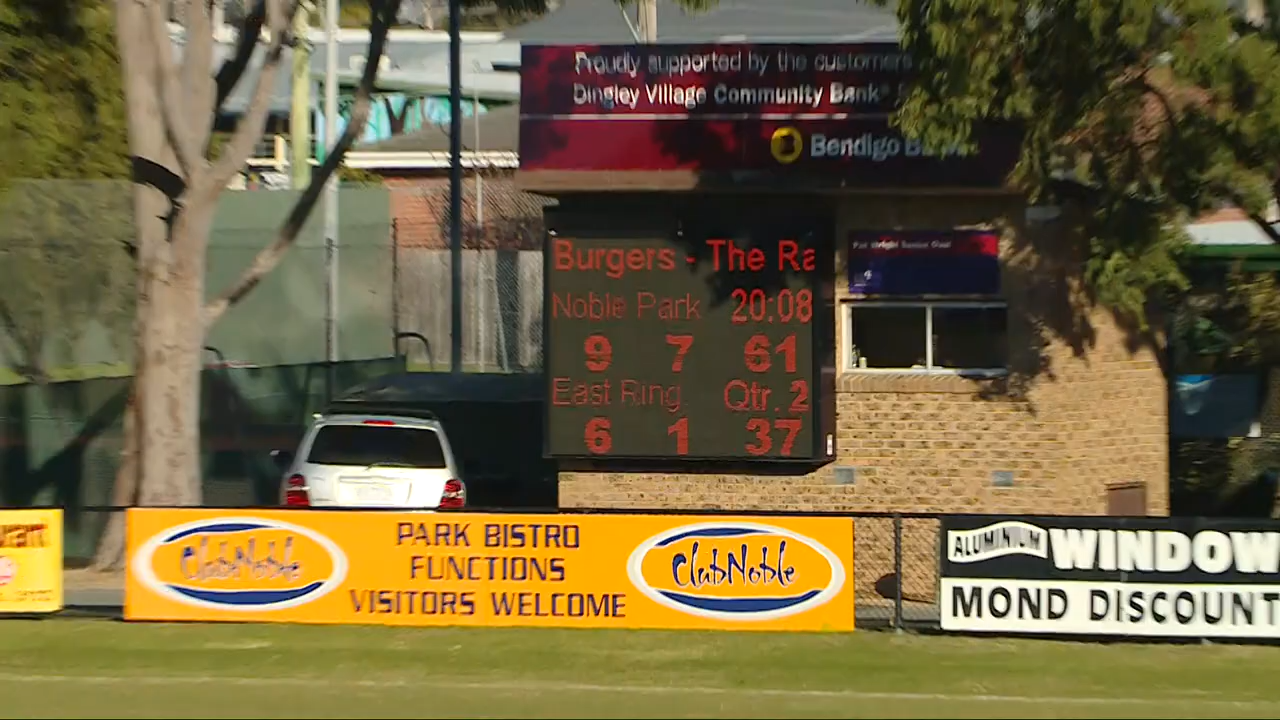 Proudly supported by the customers
Dingley Village Community Bank
Bendigo Bank
Burgers - The Ra
Noble Park 20:08
9 7 61
East Ring. Qtr. 2
6 1 37
ClubNoble
PARK BISTRO
FUNCTIONS
VISITORS WELCOME
ClubNoble
ALUMINIUM WINDOW
MOND DISCOUNT